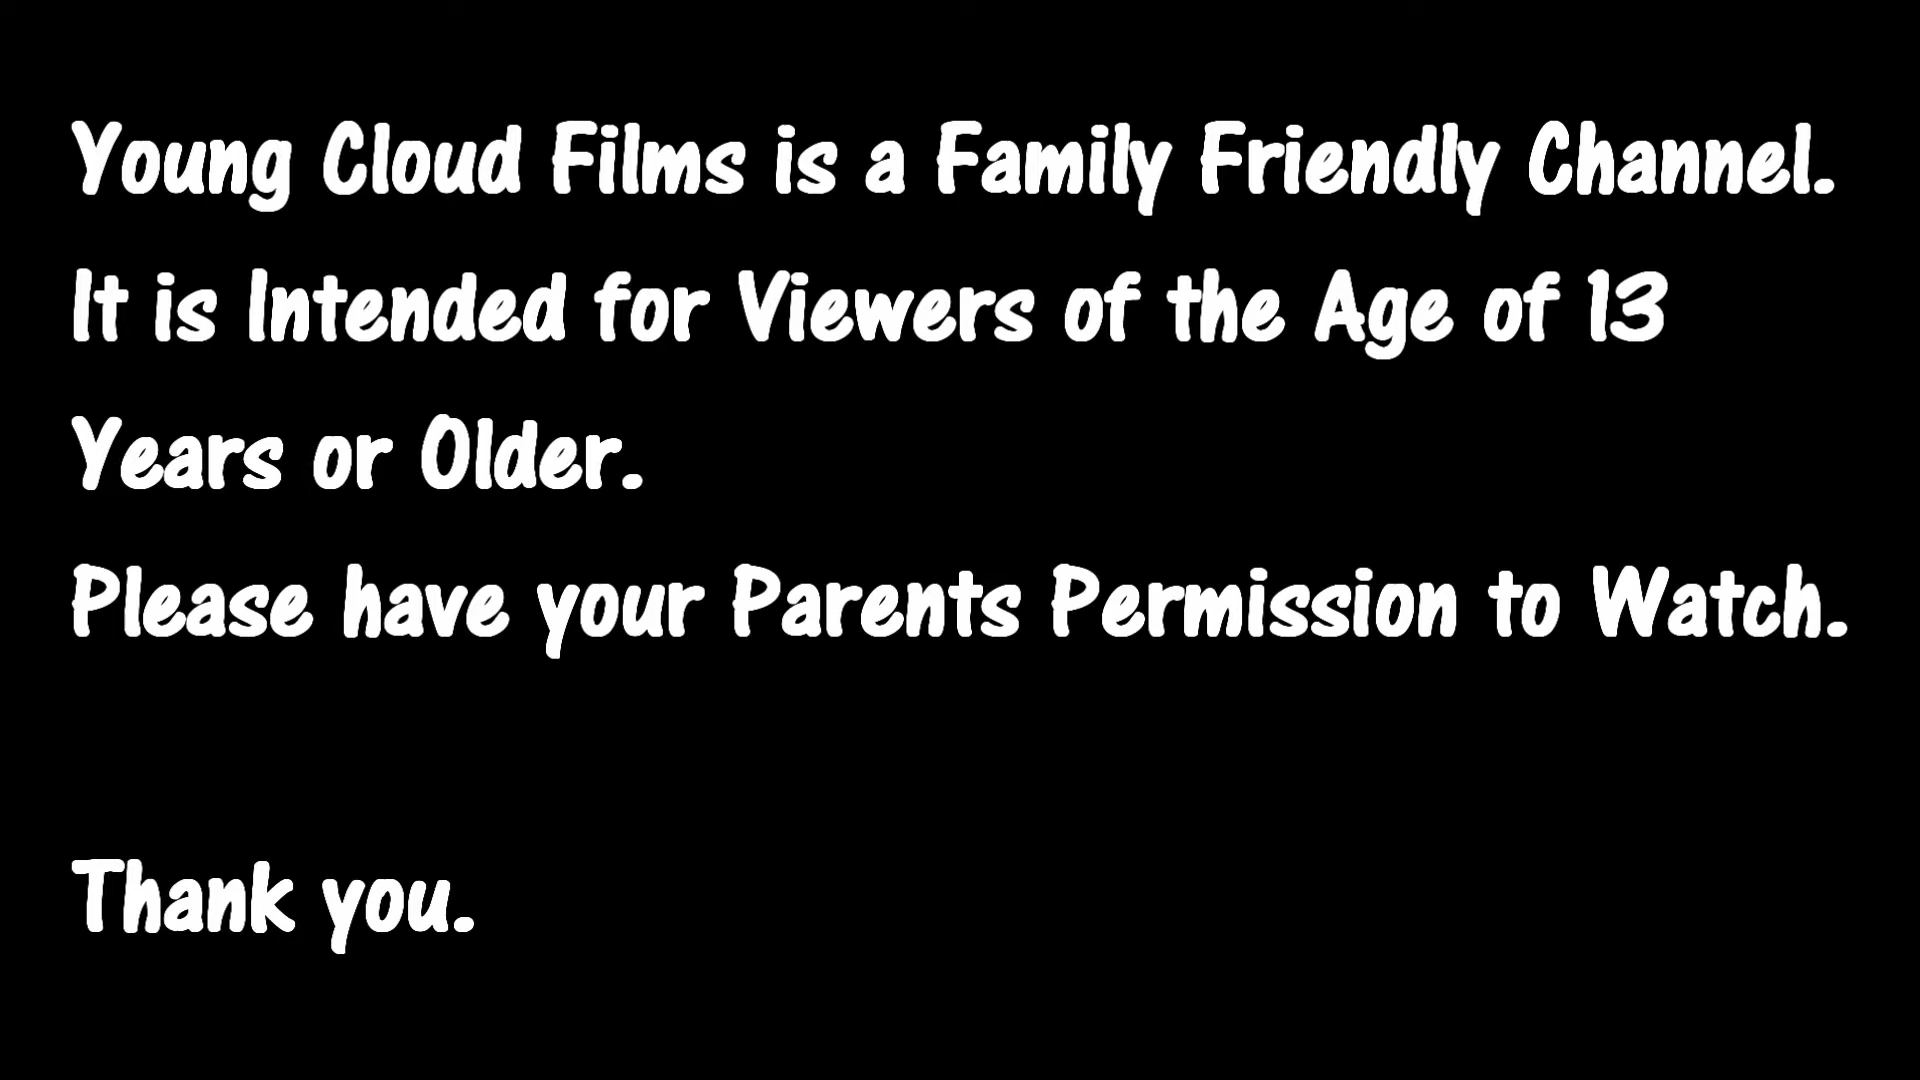 Young Cloud Films is a Family Friendly Channel.
It is Intended for Viewers of the Age of 13
Years or Older.
Please have your Parents Permission to Watch.
Thank you.